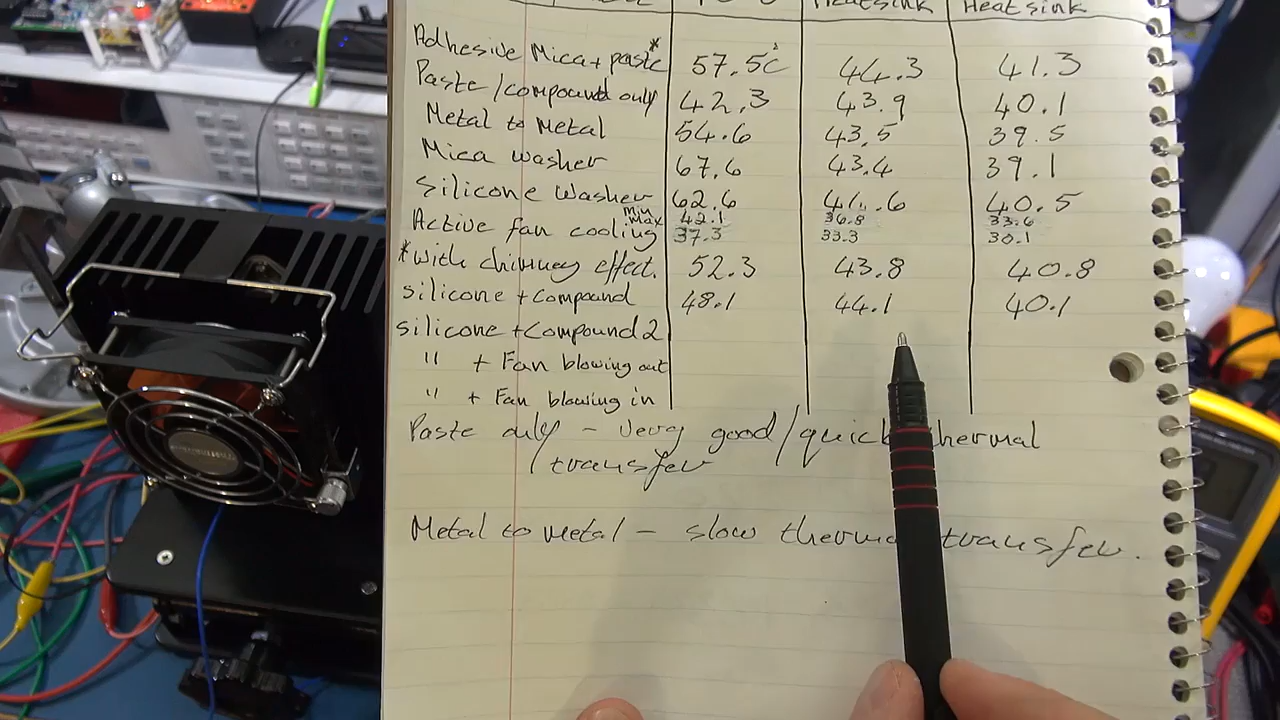 Heatsink Heatsink
Adhesive Mica + paste* 57.5°c 44.3 41.3
Paste/compound only 42.3 43.9 40.1
Metal to Metal 54.6 43.5 39.5
Mica washer 67.6 43.4 39.1
Silicone Washer 62.6 41.6 40.5
Min 42.1 36.8 33.6
Active fan cooling Max 37.3 33.3 30.1
*with chimney effect. 52.3 43.8 40.8
silicone + Compound 48.1 44.1 40.1
silicone + Compound 2
" + Fan blowing out
" + Fan blowing in
Paste only - Very good/quick thermal
/transfer
Metal to metal - slow thermal transfer.